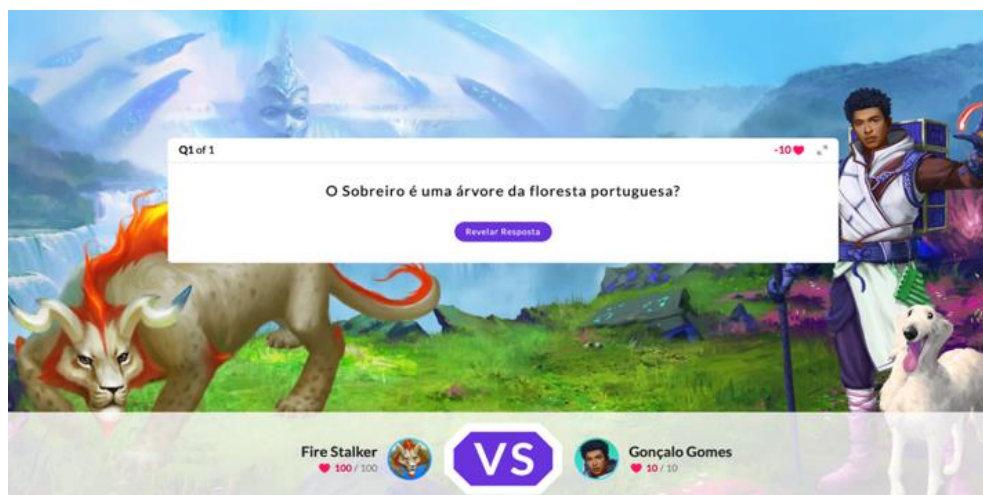 Q1 of 1
-10
O Sobreiro é uma árvore da floresta portuguesa?
Revelar Resposta
Fire Stalker
100 / 100
VS
Gonçalo Gomes
10 / 10